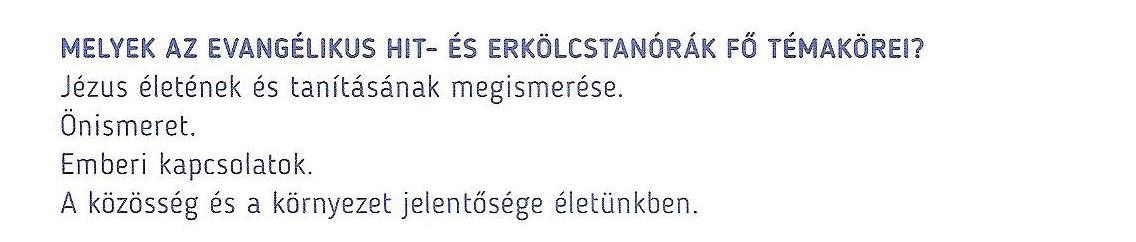 MELYEK AZ EVANGÉLIKUS HIT- ÉS ERKÖLCSTANÓRÁK FŐ TÉMAKÖREI?
Jézus életének és tanításának megismerése.
Önismeret.
Emberi kapcsolatok.
A közösség és a környezet jelentősége életünkben.